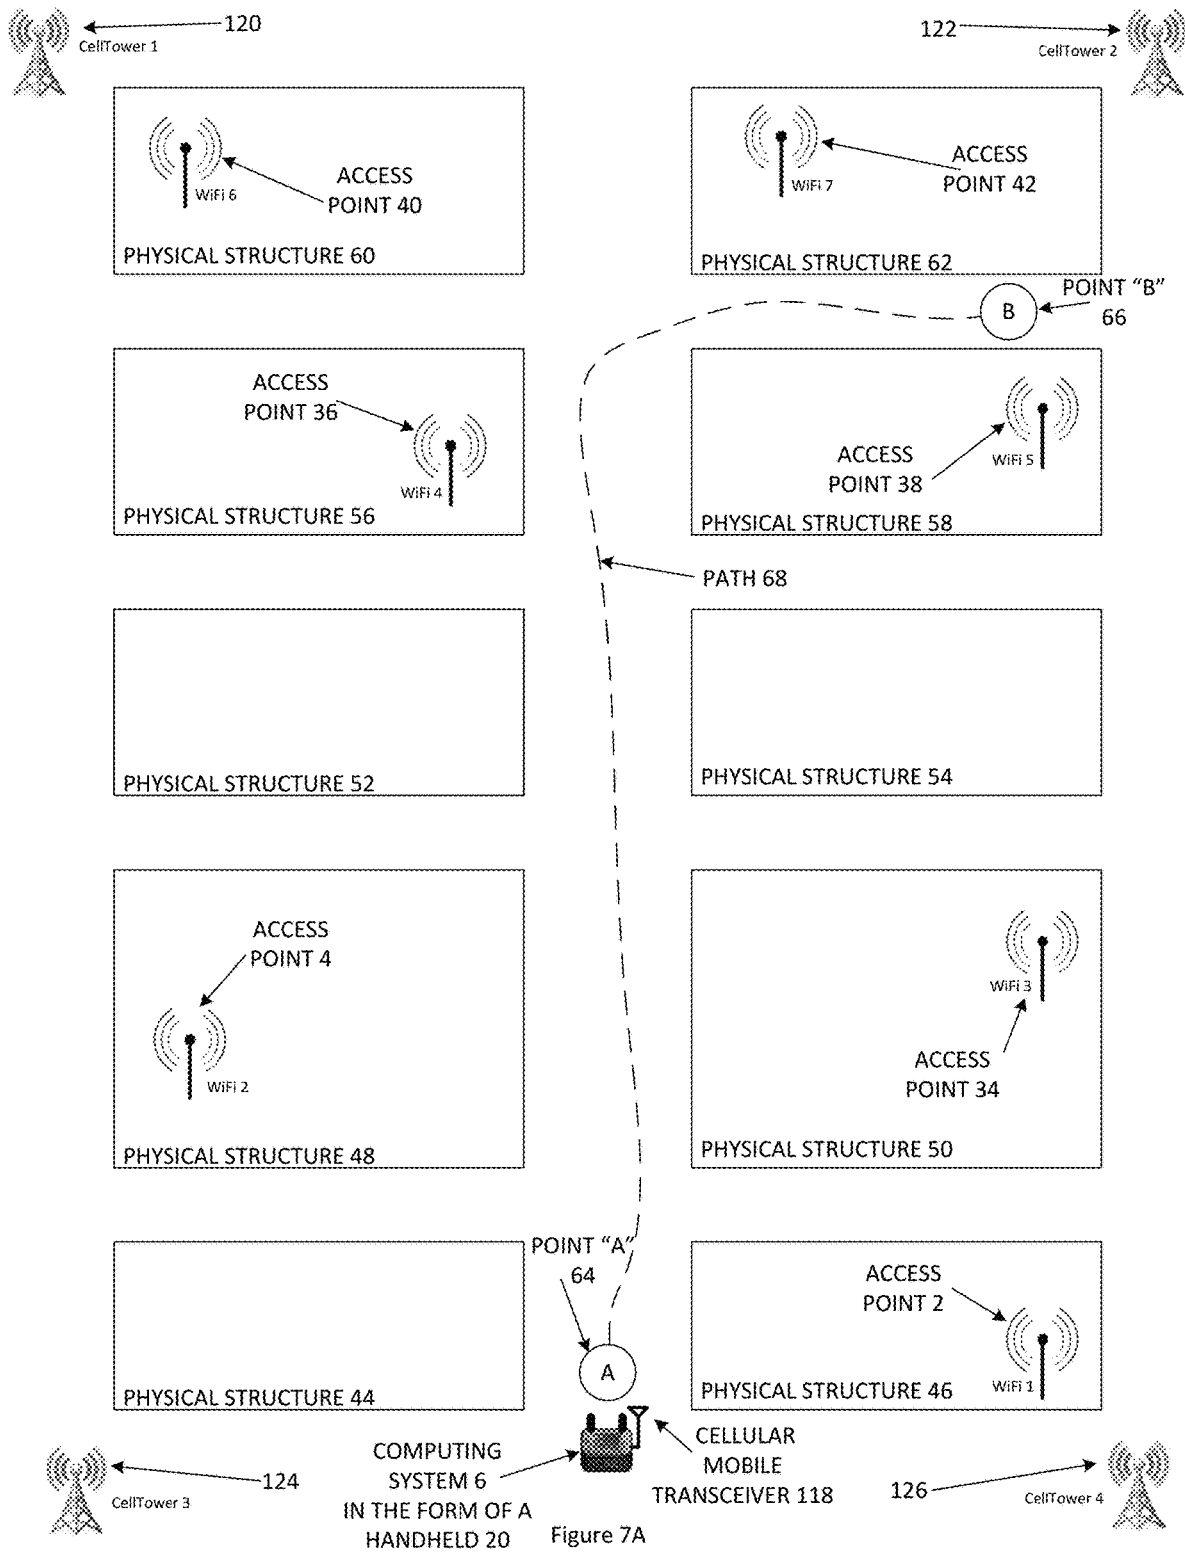 120
CellTower 1
122
CellTower 2
WiFi 6
ACCESS
POINT 40
PHYSICAL STRUCTURE 60
WiFi 7
ACCESS
POINT 42
PHYSICAL STRUCTURE 62
POINT “B”
66
B
ACCESS
POINT 36
WiFi 4
PHYSICAL STRUCTURE 56
ACCESS
POINT 38
WiFi 5
PHYSICAL STRUCTURE 58
PATH 68
PHYSICAL STRUCTURE 52
PHYSICAL STRUCTURE 54
ACCESS
POINT 4
WiFi 2
PHYSICAL STRUCTURE 48
WiFi 3
ACCESS
POINT 34
PHYSICAL STRUCTURE 50
POINT “A”
64
A
PHYSICAL STRUCTURE 44
ACCESS
POINT 2
WiFi 1
PHYSICAL STRUCTURE 46
124
CellTower 3
COMPUTING
SYSTEM 6
IN THE FORM OF A
HANDHELD 20
CELLULAR
MOBILE
TRANSCEIVER 118
126
CellTower 4
Figure 7A